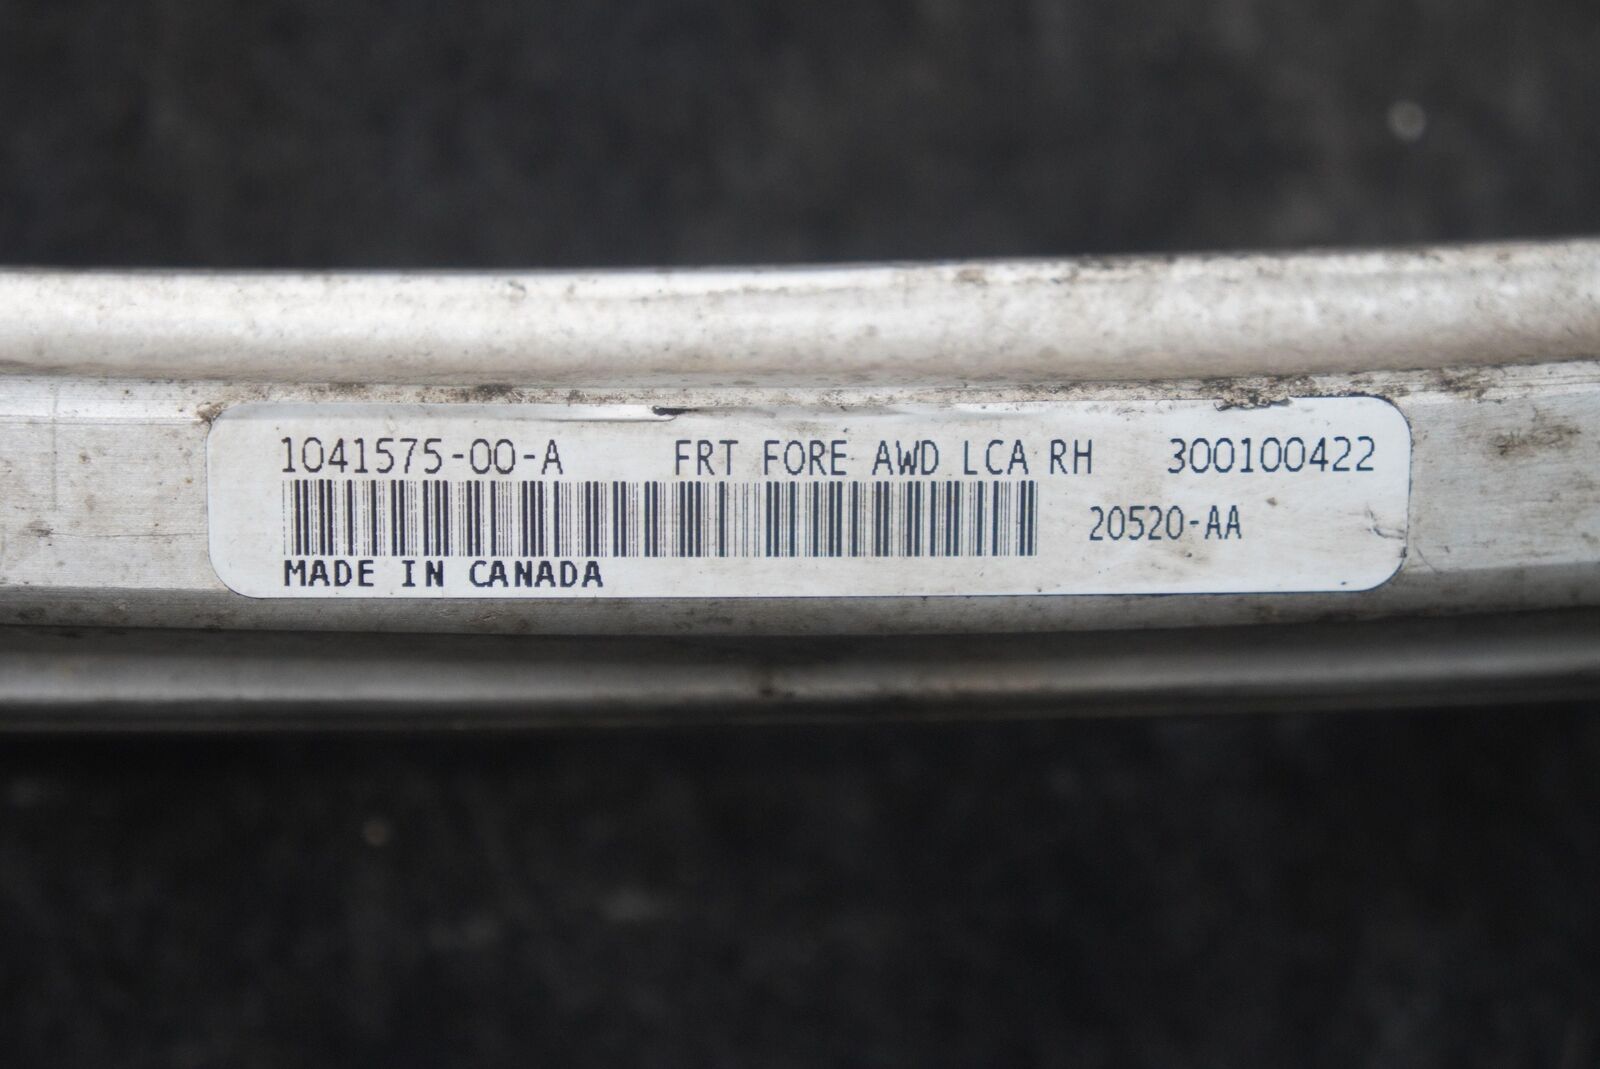 1041575-00-A FRT FORE AWD LCA RH 300100422
20520-AA
MADE IN CANADA